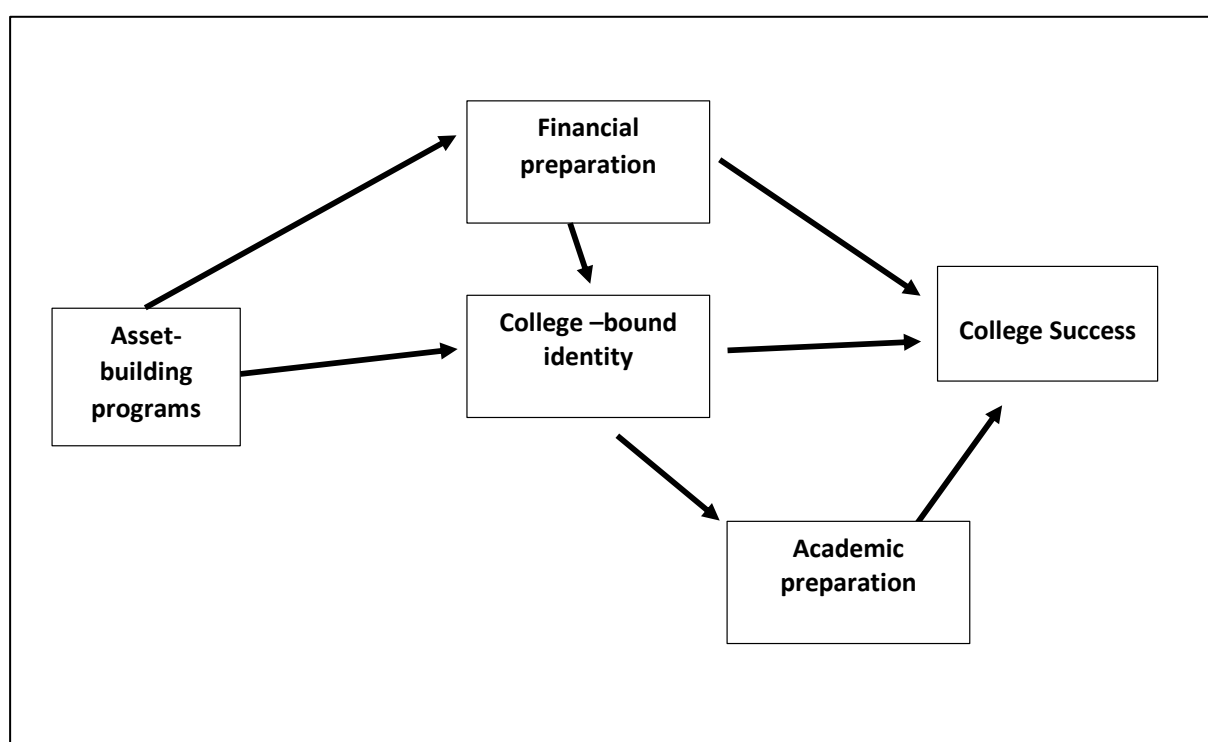 Financial
preparation
College –bound
identity
Asset-
building
programs
College Success
Academic
preparation